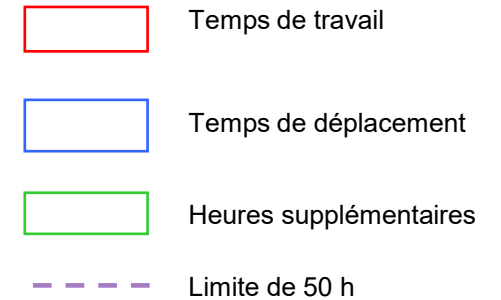 Temps de travail
Temps de déplacement
Heures supplémentaires
Limite de 50 h